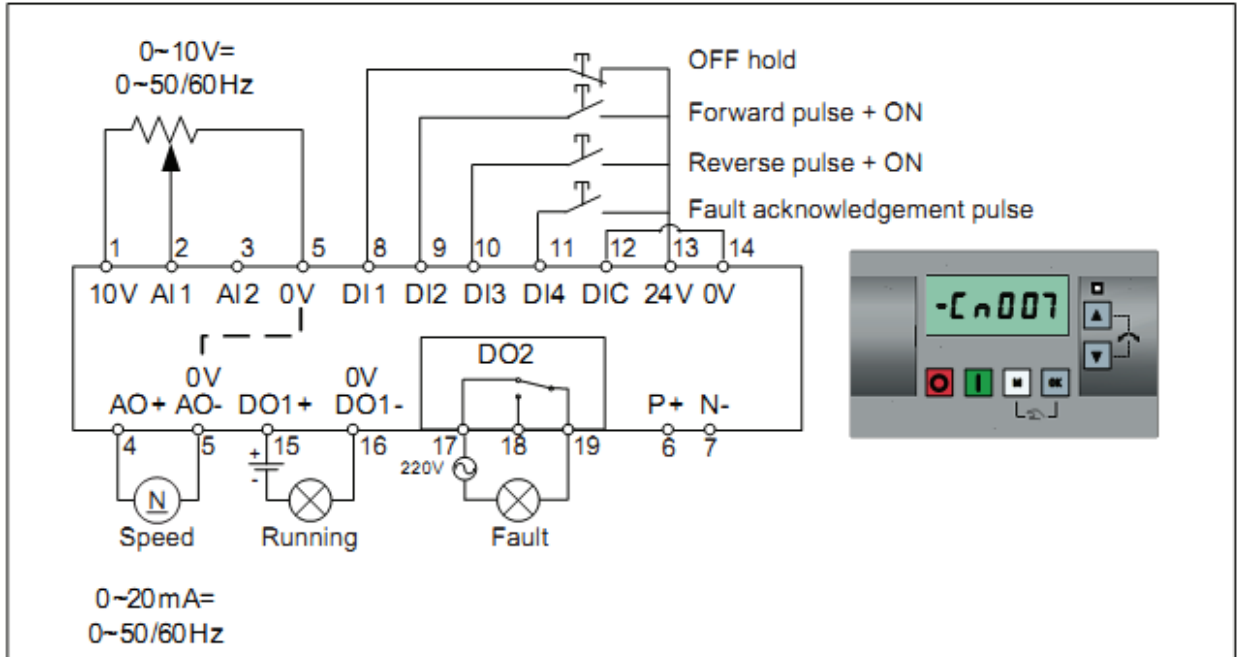 0~10V=
0~50/60Hz
OFF hold
Forward pulse + ON
Reverse pulse + ON
Fault acknowledgement pulse
1 2 3 5 8 9 10 11 12 13 14
10V AI1 AI2 0V DI1 DI2 DI3 DI4 DIC 24V 0V
-Cn007
DO2
0V 0V
AO+ AO- DO1+ DO1- P+ N-
4 5 15 16 17 18 19 6 7
+
-
220V
N
M OK
Speed Running Fault
0~20mA=
0~50/60Hz